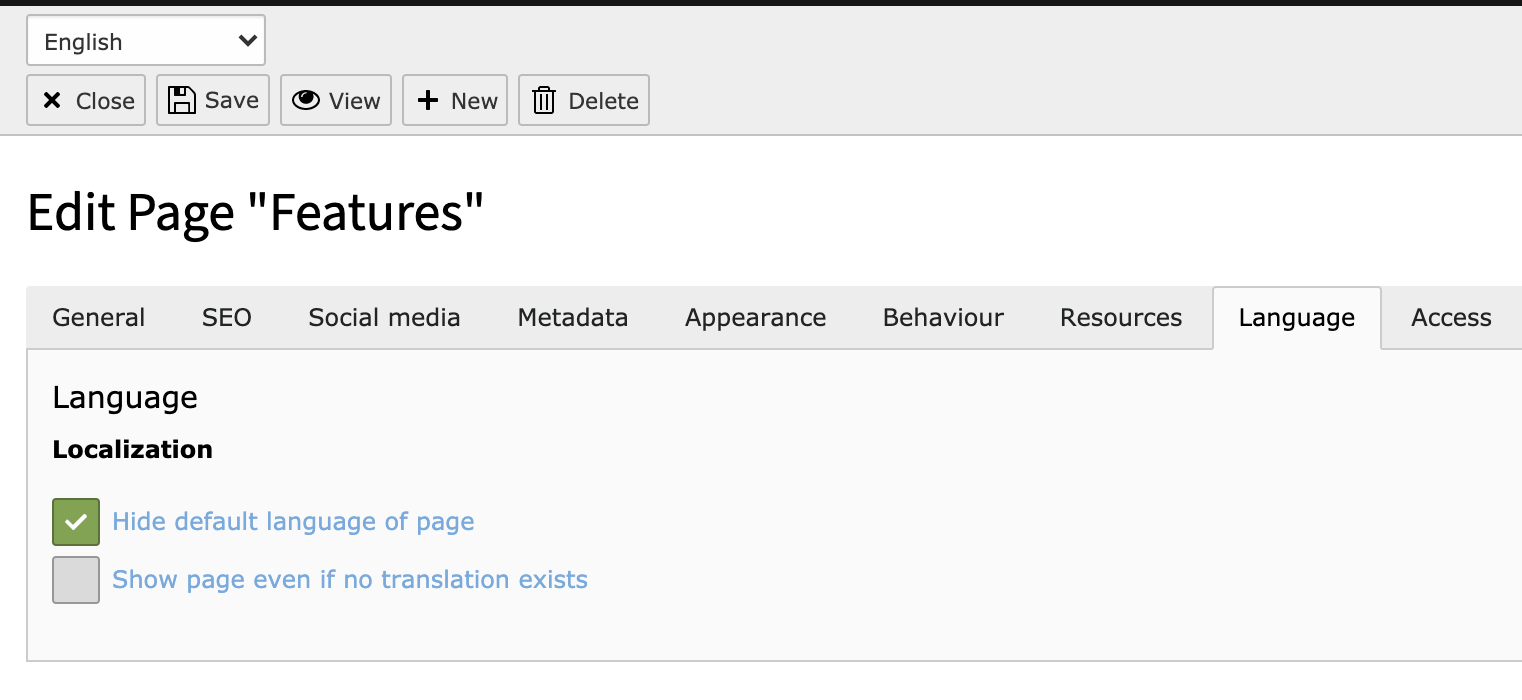 English
Close Save View New Delete
Edit Page "Features"
General SEO Social media Metadata Appearance Behaviour Resources Language Access
Language
Localization
Hide default language of page
Show page even if no translation exists